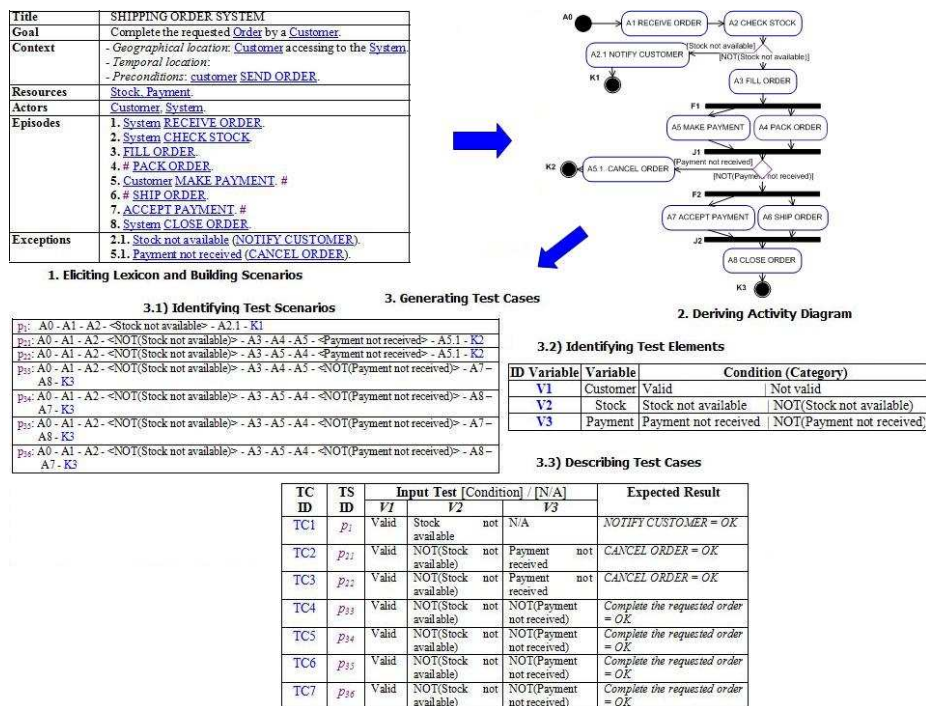 Title SHIPPING ORDER SYSTEM
Goal Complete the requested Order by a Customer.
Context - Geographical location: Customer accessing to the System.
- Temporal location:
- Preconditions: customer SEND ORDER.
Resources Stock, Payment.
Actors Customer, System.
Episodes 1. System RECEIVE ORDER.
2. System CHECK STOCK.
3. FILL ORDER.
4. # PACK ORDER.
5. Customer MAKE PAYMENT. #
6. # SHIP ORDER.
7. ACCEPT PAYMENT. #
8. System CLOSE ORDER.
Exceptions 2.1. Stock not available (NOTIFY CUSTOMER).
5.1. Payment not received (CANCEL ORDER).
1. Eliciting Lexicon and Building Scenarios
A0
A1 RECEIVE ORDER
A2 CHECK STOCK
[Stock not available]
A2.1 NOTIFY CUSTOMER
[NOT(Stock not available)]
K1
A3 FILL ORDER
F1
A5 MAKE PAYMENT
A4 PACK ORDER
J1
[Payment not received]
K2
A5.1.-CANCEL ORDER
[NOT(Payment not received)]
F2
A7 ACCEPT PAYMENT
A6 SHIP ORDER
J2
A8 CLOSE ORDER
K3
2. Deriving Activity Diagram
3. Generating Test Cases
3.1) Identifying Test Scenarios
p1: A0 - A1 - A2 - <Stock not available> - A2.1 - K1
p21: A0 - A1 - A2 - <NOT(Stock not available)> - A3 - A4 - A5 - <Payment not received> - A5.1 - K2
p22: A0 - A1 - A2 - <NOT(Stock not available)> - A3 - A5 - A4 - <Payment not received> - A5.1 - K2
p33: A0 - A1 - A2 - <NOT(Stock not available)> - A3 - A4 - A5 - <NOT(Payment not received)> - A7 –
A8 - K3
p34: A0 - A1 - A2 - <NOT(Stock not available)> - A3 - A5 - A4 - <NOT(Payment not received)> - A8 –
A7 - K3
p35: A0 - A1 - A2 - <NOT(Stock not available)> - A3 - A5 - A4 - <NOT(Payment not received)> - A7 –
A8 - K3
p36: A0 - A1 - A2 - <NOT(Stock not available)> - A3 - A5 - A4 - <NOT(Payment not received)> - A8 –
A7 - K3
3.2) Identifying Test Elements
ID Variable Variable Condition (Category)
V1 Customer Valid | Not valid
V2 Stock Stock not available | NOT(Stock not available)
V3 Payment Payment not received | NOT(Payment not received)
3.3) Describing Test Cases
TC ID TS ID Input Test [Condition] / [N/A] Expected Result
V1 V2 V3
TC1 p1 Valid Stock not available N/A NOTIFY CUSTOMER = OK
TC2 p21 Valid NOT(Stock not available) Payment not received CANCEL ORDER = OK
TC3 p22 Valid NOT(Stock not available) Payment not received CANCEL ORDER = OK
TC4 p33 Valid NOT(Stock not available) NOT(Payment not received) Complete the requested order = OK
TC5 p34 Valid NOT(Stock not available) NOT(Payment not received) Complete the requested order = OK
TC6 p35 Valid NOT(Stock not available) NOT(Payment not received) Complete the requested order = OK
TC7 p36 Valid NOT(Stock not available) NOT(Payment not received) Complete the requested order = OK